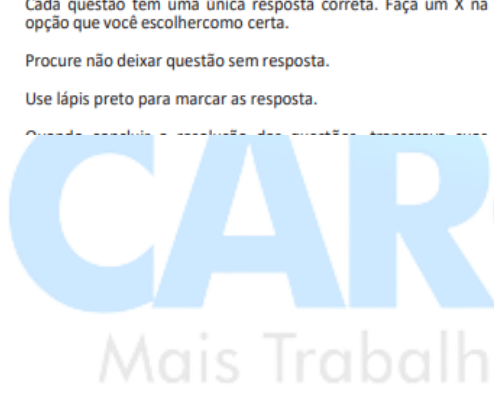 Cada questão tem uma única resposta correta. Faça um X na
opção que você escolhercomo certa.
Procure não deixar questão sem resposta.
Use lápis preto para marcar as resposta.
CAR
Mais Trabalh